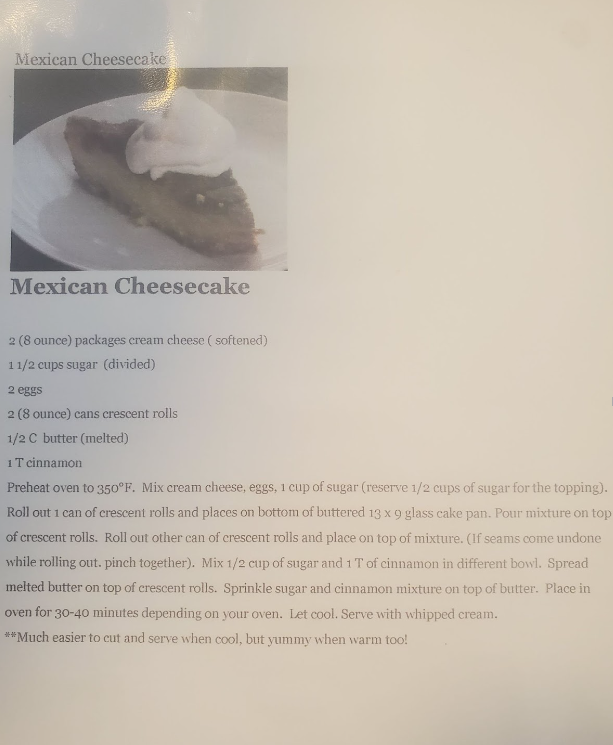 Mexican Cheesecake
Mexican Cheesecake
2 (8 ounce) packages cream cheese ( softened)
1 1/2 cups sugar (divided)
2 eggs
2 (8 ounce) cans crescent rolls
1/2 C butter (melted)
1 T cinnamon
Preheat oven to 350°F. Mix cream cheese, eggs, 1 cup of sugar (reserve 1/2 cups of sugar for the topping).
Roll out 1 can of crescent rolls and places on bottom of buttered 13 x 9 glass cake pan. Pour mixture on top
of crescent rolls. Roll out other can of crescent rolls and place on top of mixture. (If seams come undone
while rolling out. pinch together). Mix 1/2 cup of sugar and 1 T of cinnamon in different bowl. Spread
melted butter on top of crescent rolls. Sprinkle sugar and cinnamon mixture on top of butter. Place in
oven for 30-40 minutes depending on your oven. Let cool. Serve with whipped cream.
**Much easier to cut and serve when cool, but yummy when warm too!